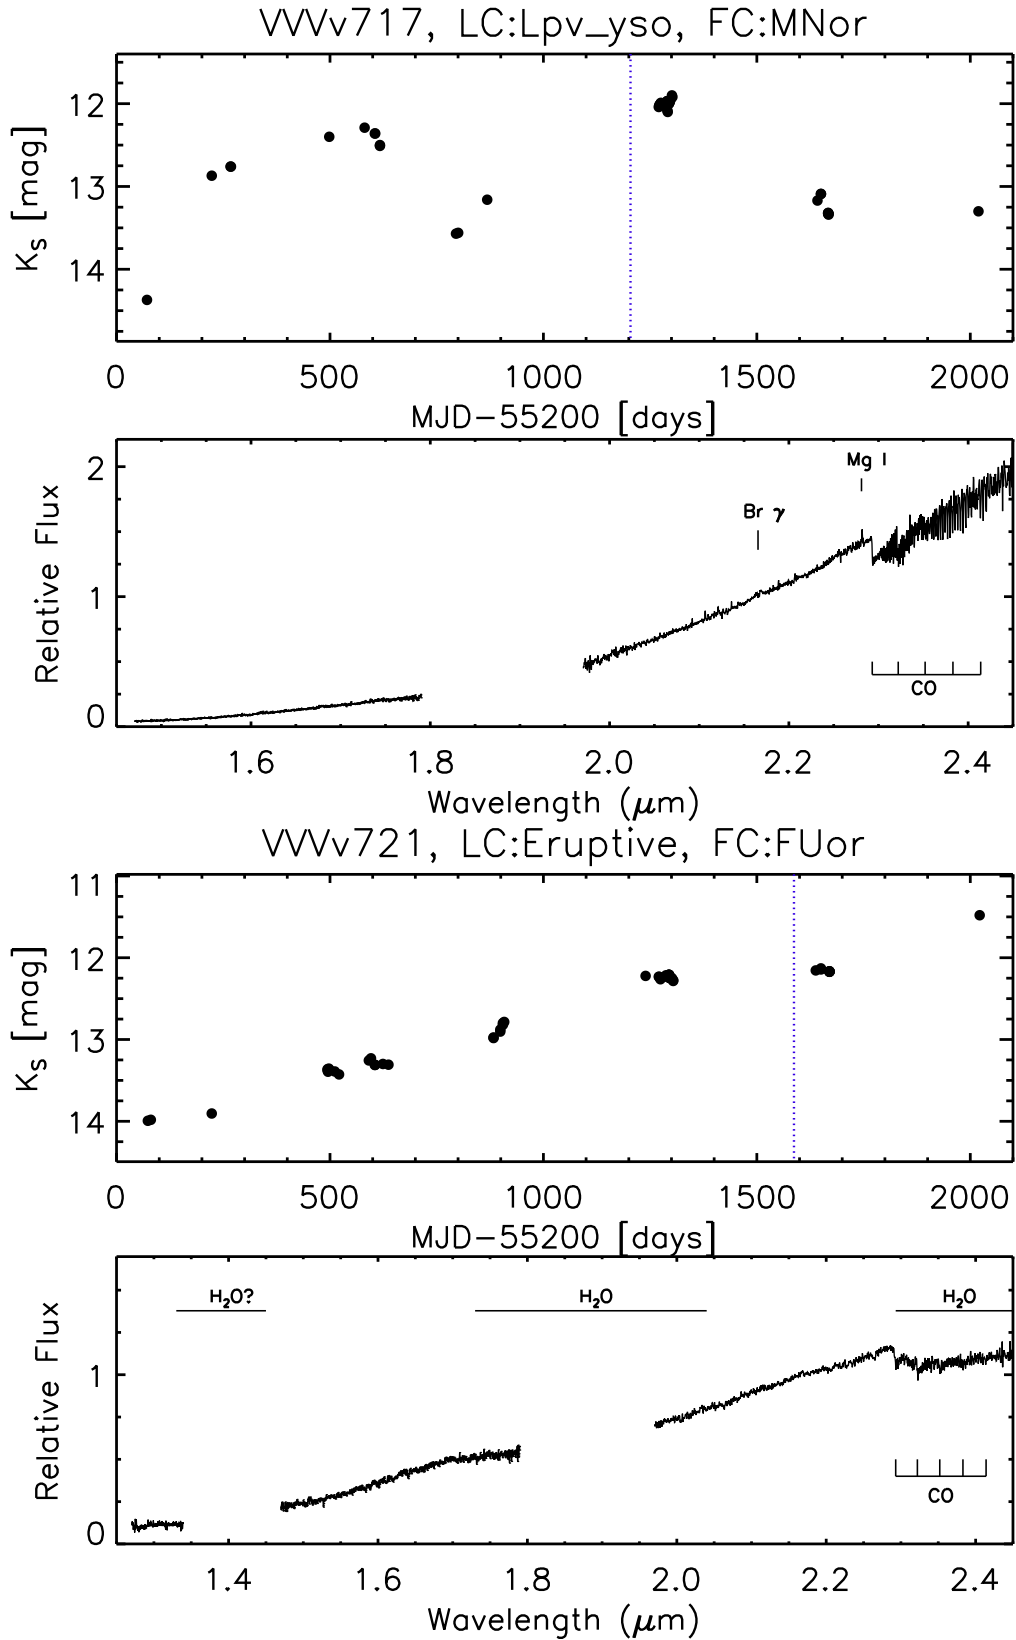 VVVv717, LC:Lpv_yso, FC:MNor
12
13
14
K_S [mag]
0 500 1000 1500 2000
MJD-55200 [days]
2
1
0
Relative Flux
Mg I
Br γ
CO
1.6 1.8 2.0 2.2 2.4
Wavelength (μm)
VVVv721, LC:Eruptive, FC:FUor
11
12
13
14
K_S [mag]
0 500 1000 1500 2000
MJD-55200 [days]
1
0
Relative Flux
H₂O? H₂O H₂O
CO
1.4 1.6 1.8 2.0 2.2 2.4
Wavelength (μm)